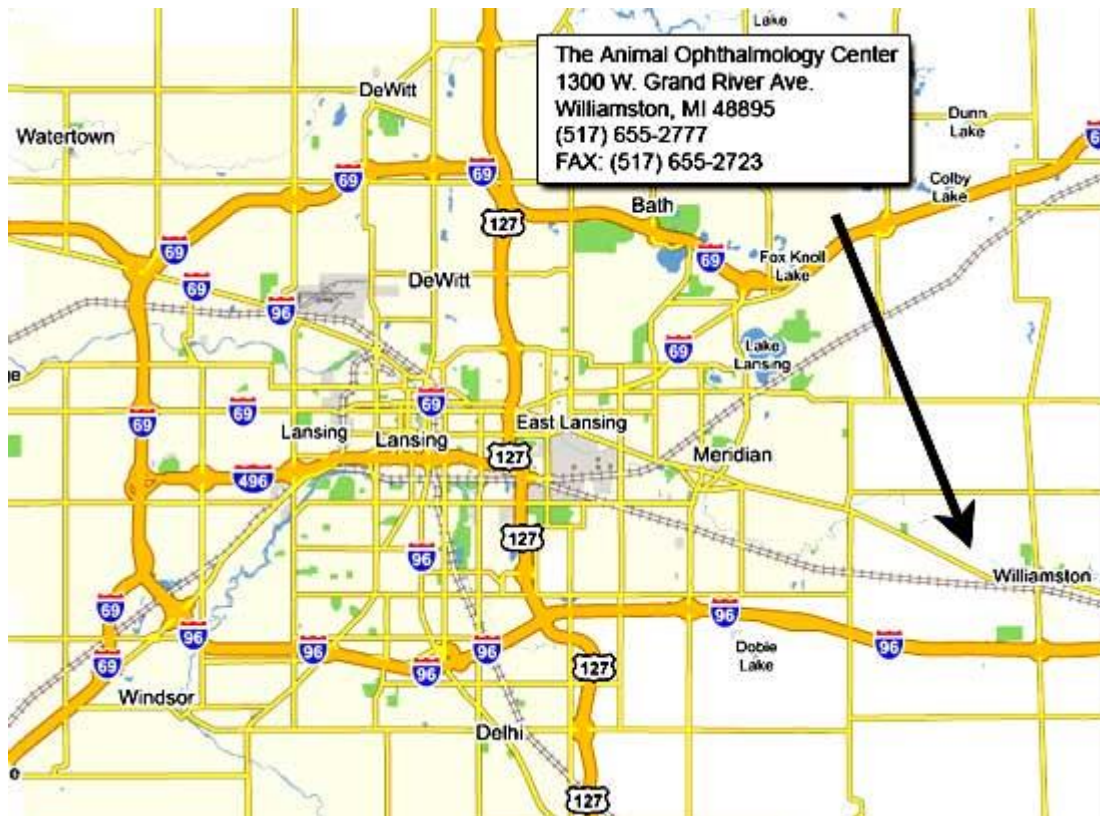 Lake
The Animal Ophthalmology Center
1300 W. Grand River Ave.
Williamston, MI 48895
(517) 655-2777
FAX: (517) 655-2723
DeWitt
Dunn
Lake
Watertown
69
69
Colby
Lake
Bath
127
69
69
Fox Knoll
Lake
DeWitt
69
96
69
Lake
Lansing
69
69
69
East Lansing
Lansing
Lansing
Meridian
127
496
127
96
Williamston
69
96
96
96
96
96
96
Dobie
Lake
69
127
Windsor
Delhi
127